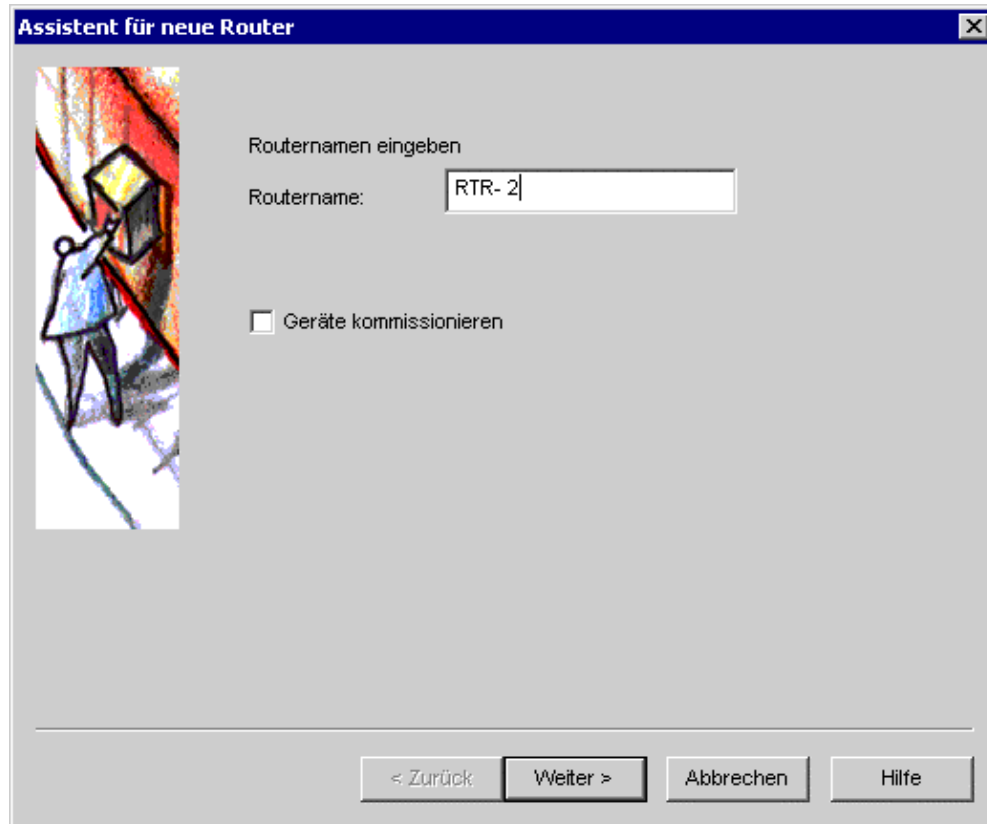 Assistent für neue Router
Routernamen eingeben
Routername: RTR- 2
Geräte kommissionieren
< Zurück Weiter > Abbrechen Hilfe